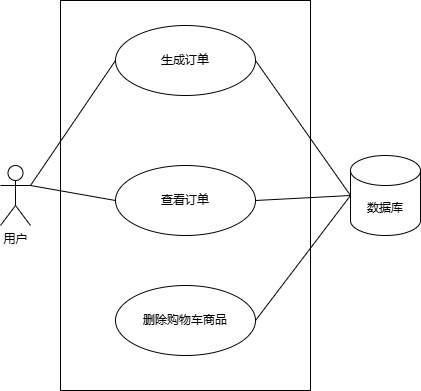 生成订单
查看订单
数据库
用户
删除购物车商品